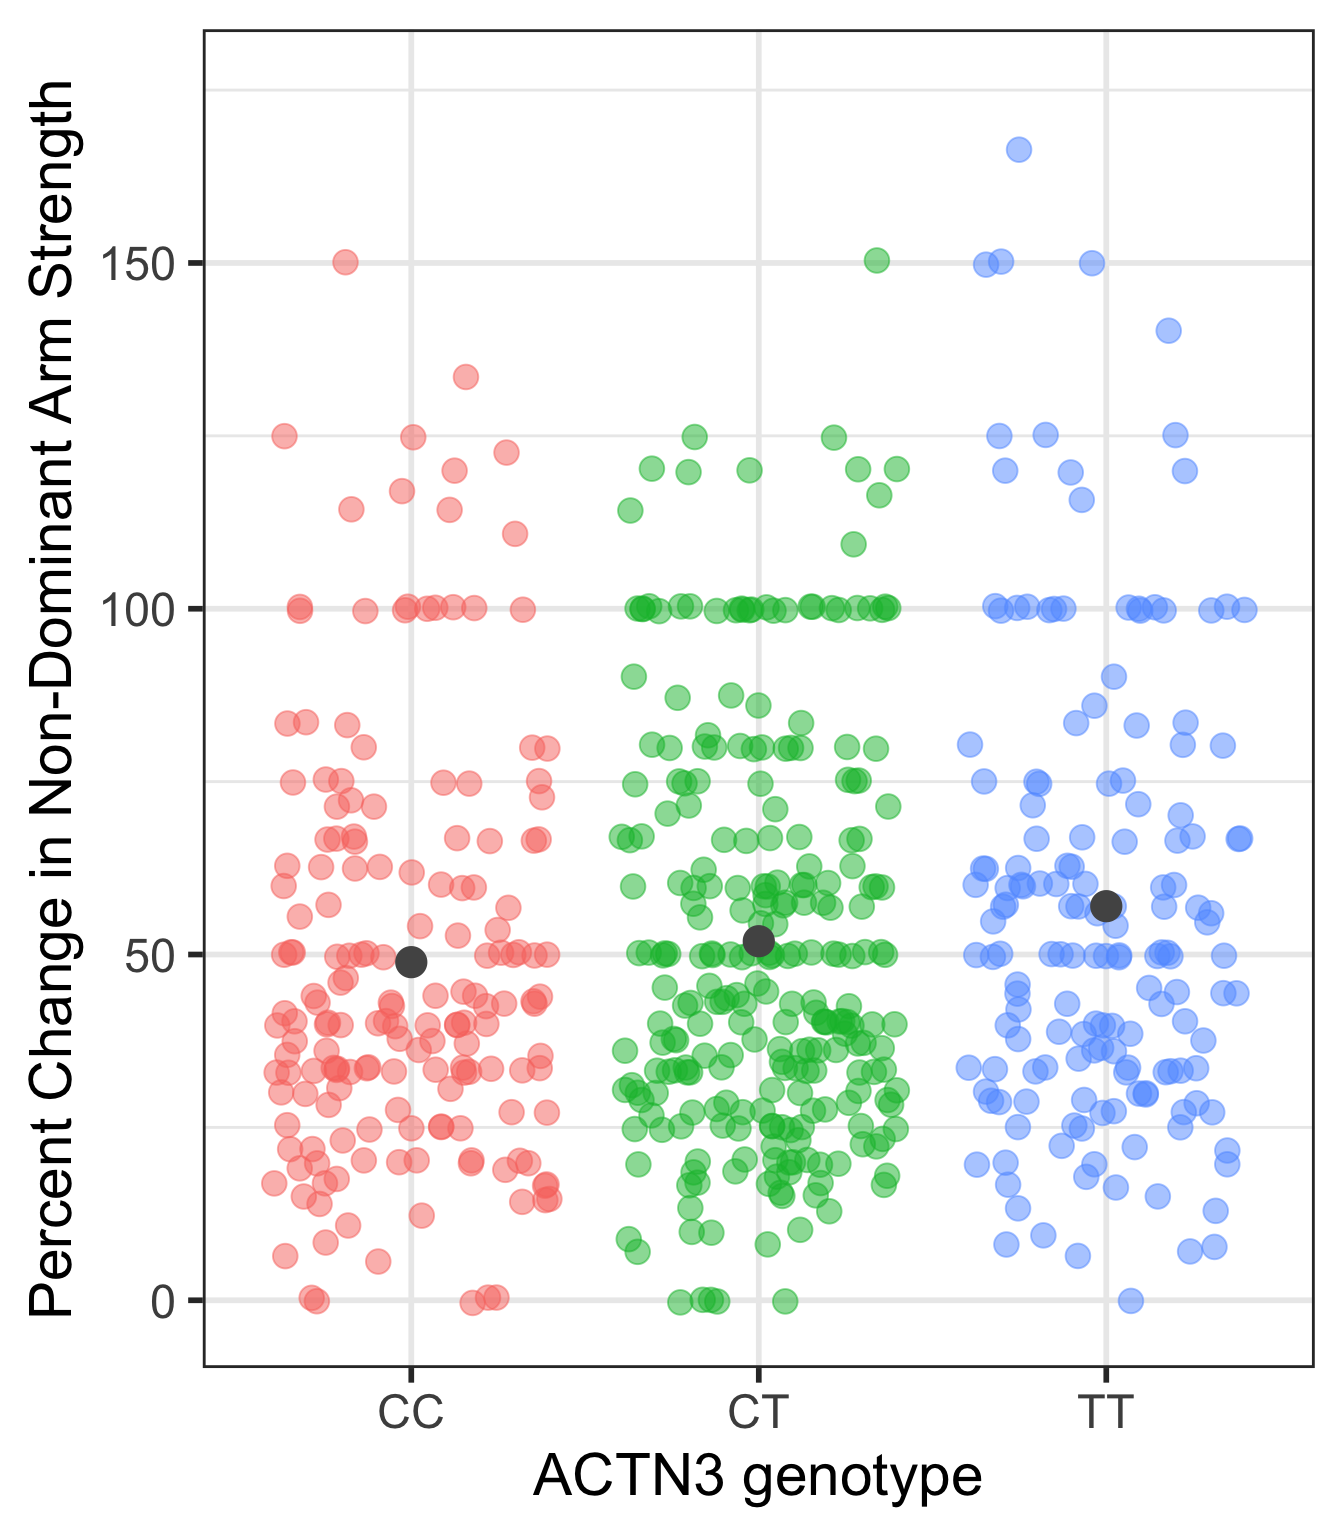 Percent Change in Non-Dominant Arm Strength
150
100
50
0
CC CT TT
ACTN3 genotype